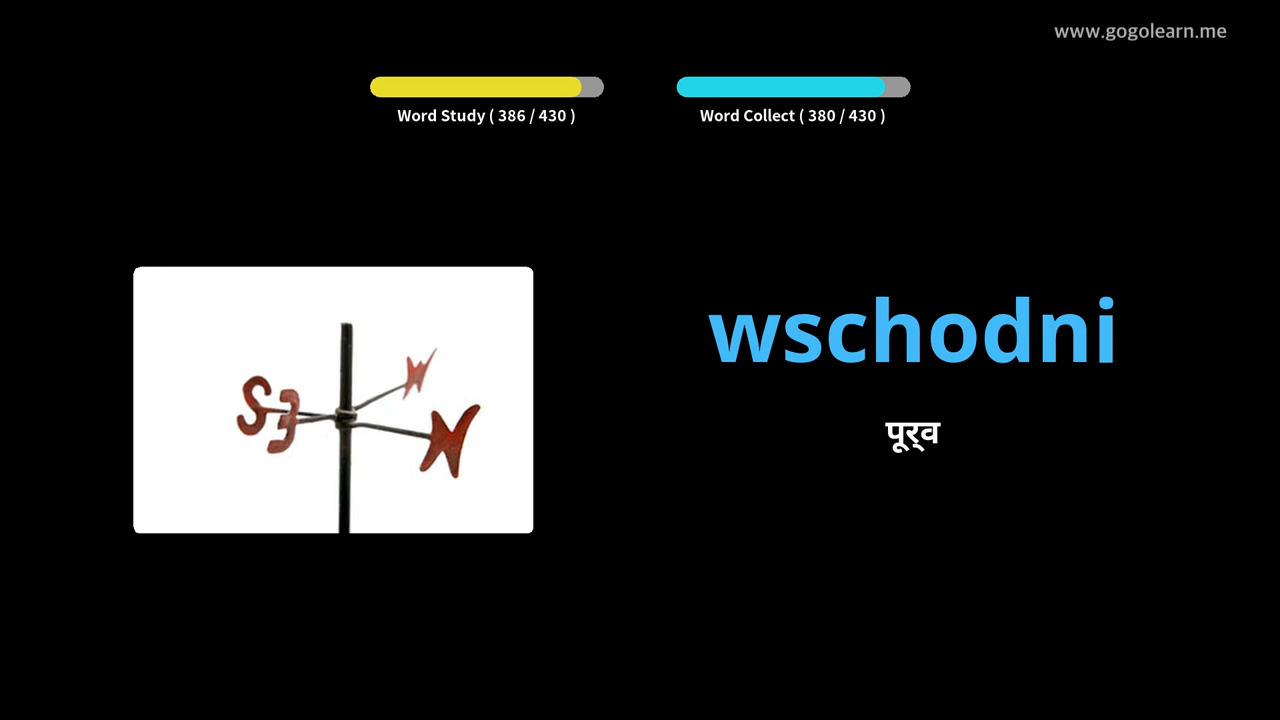 www.gogolearn.me
Word Study ( 386 / 430 )
Word Collect ( 380 / 430 )
wschodni
पूर्व
S E N